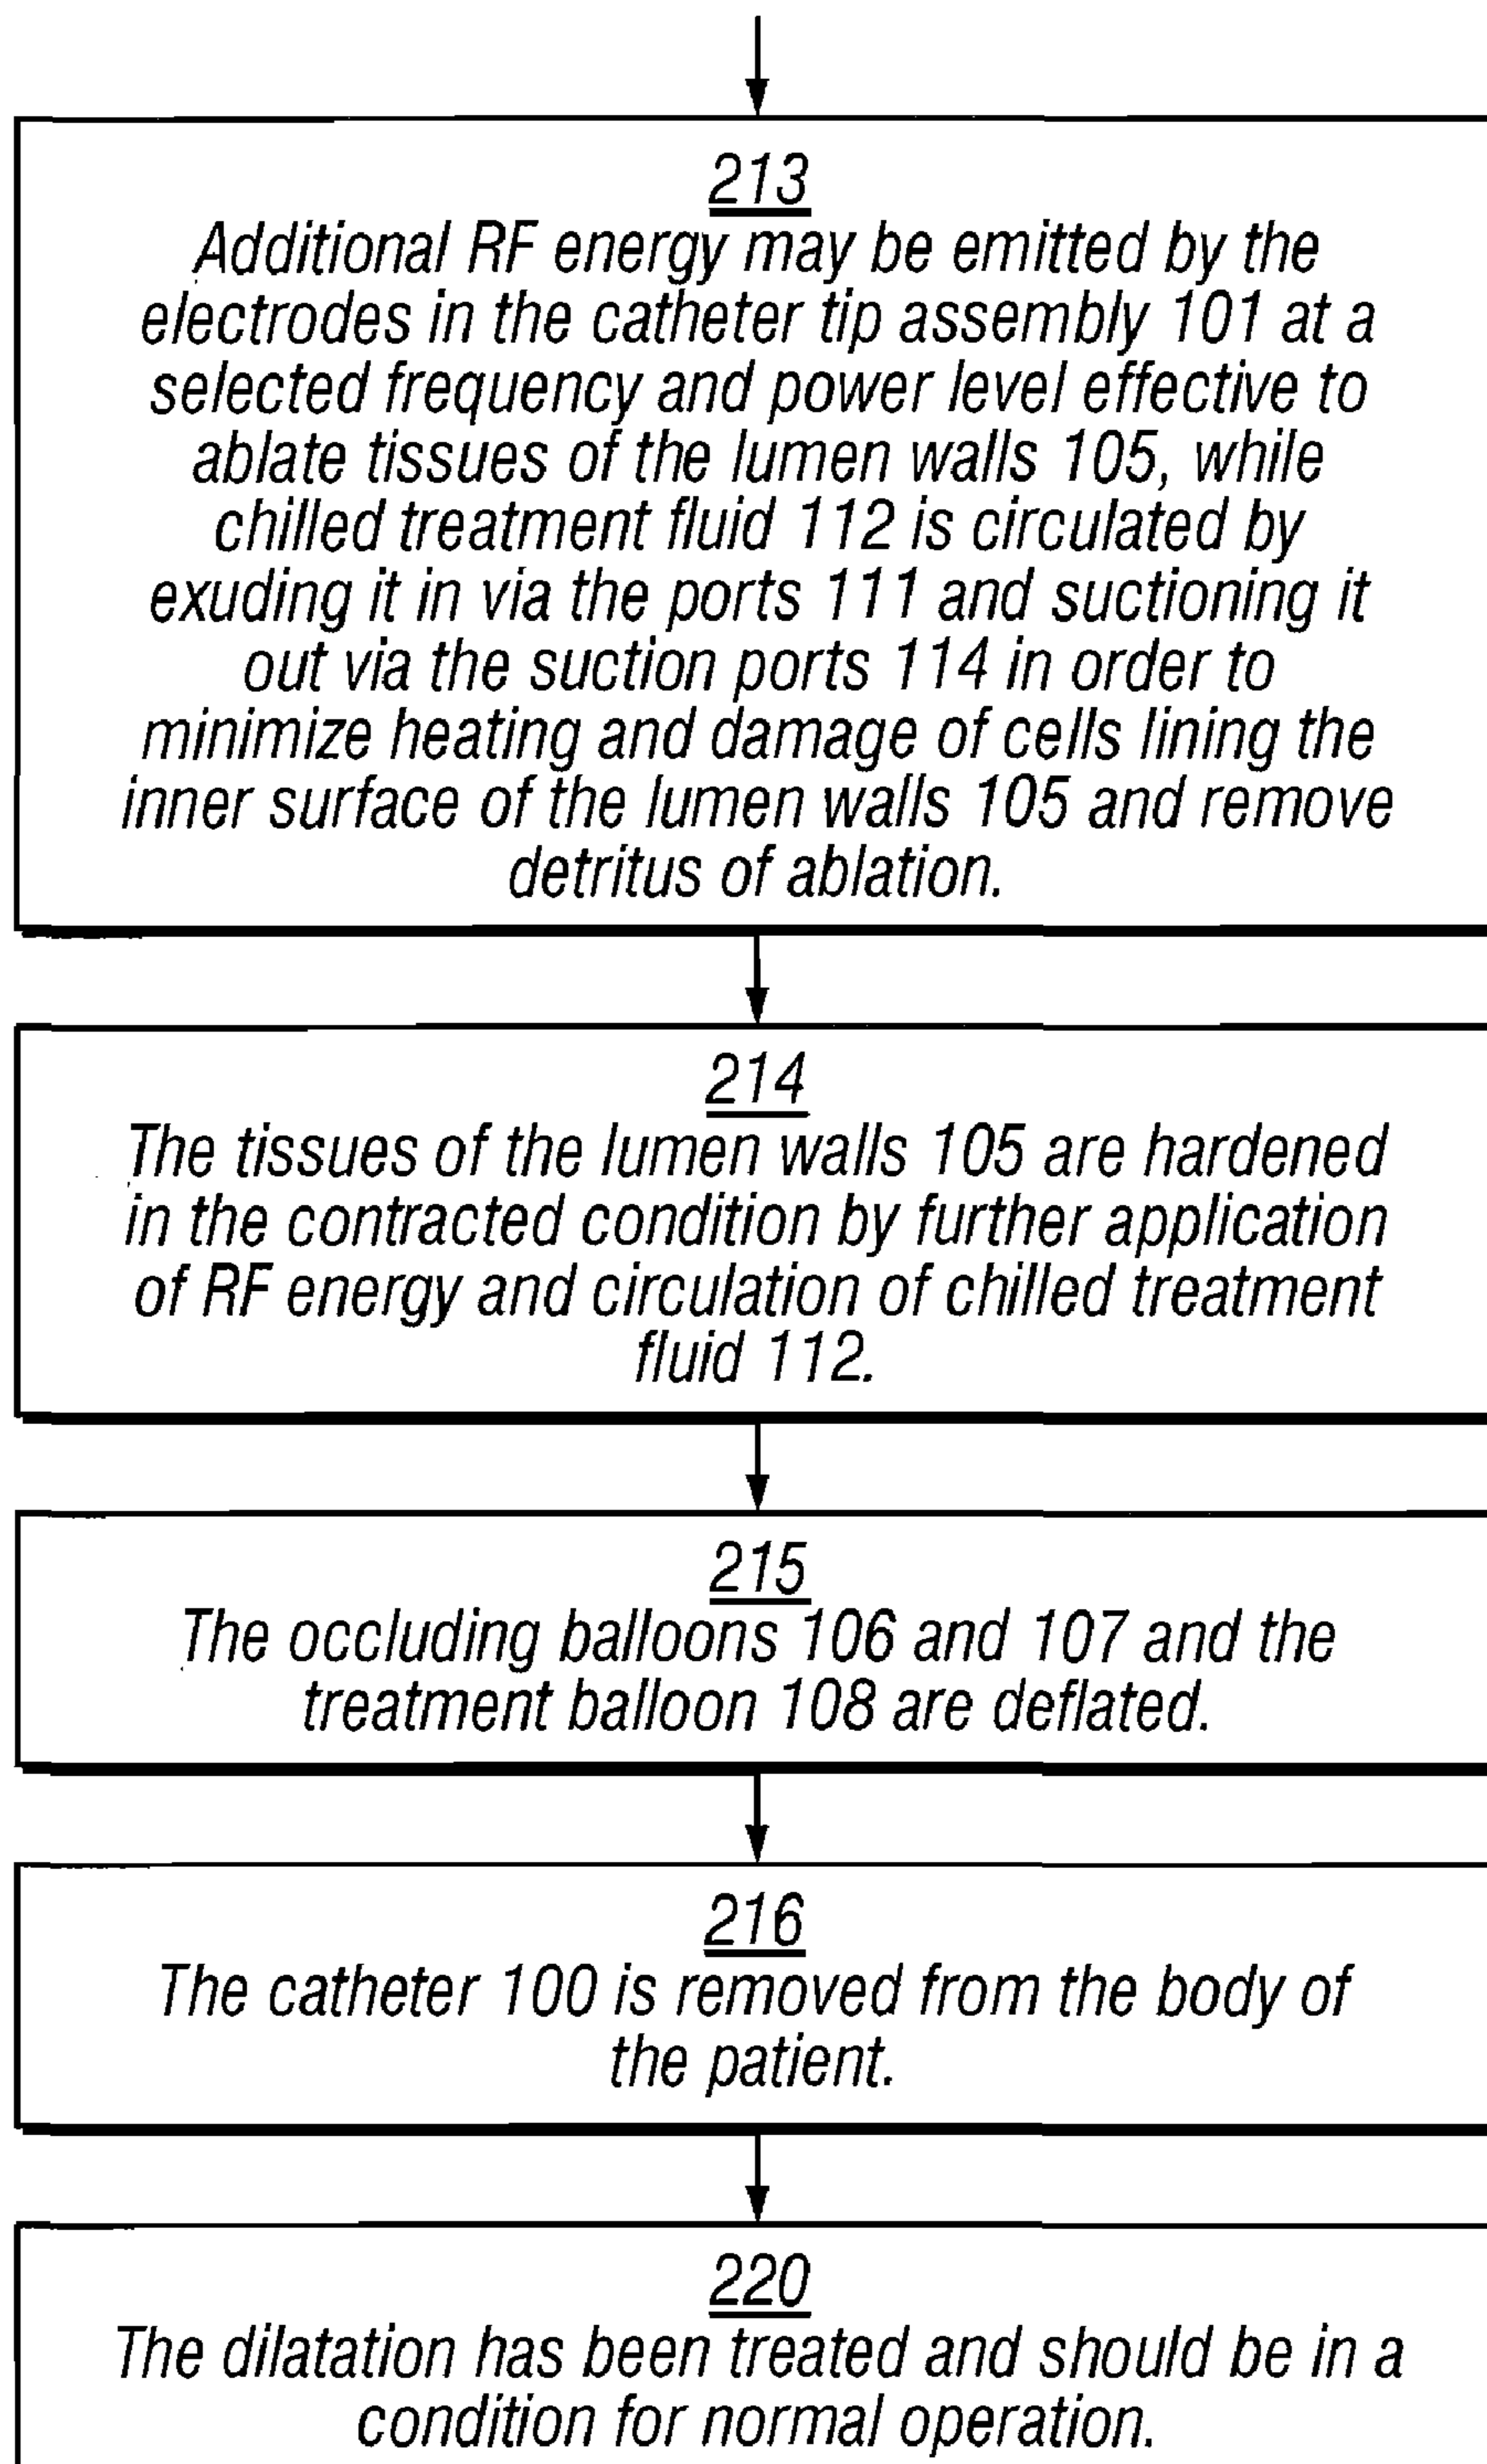 213
Additional RF energy may be emitted by the
electrodes in the catheter tip assembly 101 at a
selected frequency and power level effective to
ablate tissues of the lumen walls 105, while
chilled treatment fluid 112 is circulated by
exuding it in via the ports 111 and suctioning it
out via the suction ports 114 in order to
minimize heating and damage of cells lining the
inner surface of the lumen walls 105 and remove
detritus of ablation.
214
The tissues of the lumen walls 105 are hardened
in the contracted condition by further application
of RF energy and circulation of chilled treatment
fluid 112.
215
The occluding balloons 106 and 107 and the
treatment balloon 108 are deflated.
216
The catheter 100 is removed from the body of
the patient.
220
The dilatation has been treated and should be in a
condition for normal operation.